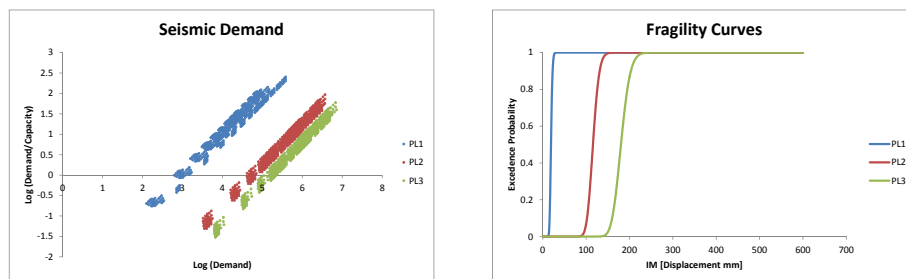 Seismic Demand
Log (Demand/Capacity)
3
2.5
2
1.5
1
0.5
0
-0.5
-1
-1.5
-2
0 1 2 3 4 5 6 7 8
Log (Demand)
PL1
PL2
PL3
Fragility Curves
Exceedence Probability
1
0.8
0.6
0.4
0.2
0
0 100 200 300 400 500 600 700
IM [Displacement mm]
PL1
PL2
PL3